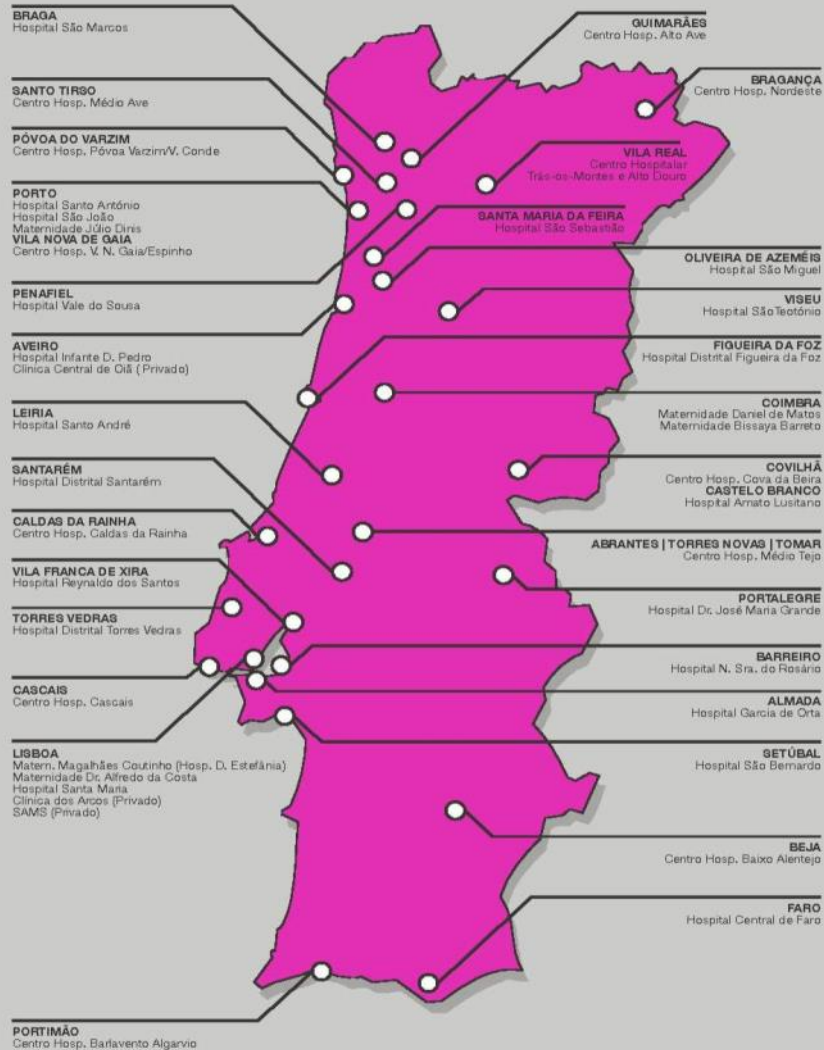 BRAGA
Hospital São Marcos
SANTO TIRSO
Centro Hosp. Médio Ave
PÓVOA DO VARZIM
Centro Hosp. Póvoa Varzim/V. Conde
PORTO
Hospital Santo António
Hospital São João
Maternidade Júlio Dinis
VILA NOVA DE GAIA
Centro Hosp. V. N. Gaia/Espinho
PENAFIEL
Hospital Vale do Sousa
AVEIRO
Hospital Infante D. Pedro
Clínica Central de Oiã (Privado)
LEIRIA
Hospital Santo André
SANTARÉM
Hospital Distrital Santarém
CALDAS DA RAINHA
Centro Hosp. Caldas da Rainha
VILA FRANCA DE XIRA
Hospital Reynaldo dos Santos
TORRES VEDRAS
Hospital Distrital Torres Vedras
CASCAIS
Centro Hosp. Cascais
LISBOA
Matern. Magalhães Coutinho (Hosp. D. Estefânia)
Maternidade Dr. Alfredo da Costa
Hospital Santa Maria
Clínica dos Arcos (Privado)
SAMS (Privado)
PORTIMÃO
Centro Hosp. Barlavento Algarvio
GUIMARÃES
Centro Hosp. Alto Ave
BRAGANÇA
Centro Hosp. Nordeste
VILA REAL
Centro Hospitalar
Trás-os-Montes e Alto Douro
SANTA MARIA DA FEIRA
Hospital São Sebastião
OLIVEIRA DE AZEMÉIS
Hospital São Miguel
VISEU
Hospital SãoTeotónio
FIGUEIRA DA FOZ
Hospital Distrital Figueira da Foz
COIMBRA
Maternidade Daniel de Matos
Maternidade Bissaya Barreto
COVILHÃ
Centro Hosp. Cova da Beira
CASTELO BRANCO
Hospital Amato Lusitano
ABRANTES | TORRES NOVAS | TOMAR
Centro Hosp. Médio Tejo
PORTALEGRE
Hospital Dr. José Maria Grande
BARREIRO
Hospital N. Sra. do Rosário
ALMADA
Hospital Garcia de Orta
SETÚBAL
Hospital São Bernardo
BEJA
Centro Hosp. Baixo Alentejo
FARO
Hospital Central de Faro